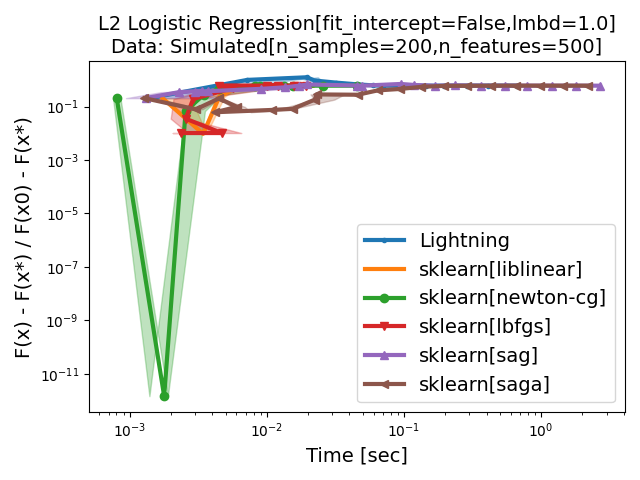 L2 Logistic Regression[fit_intercept=False,lmbd=1.0]
Data: Simulated[n_samples=200,n_features=500]
F(x) - F(x*) / F(x0) - F(x*)
10⁻¹
10⁻³
10⁻⁵
10⁻⁷
10⁻⁹
10⁻¹¹
Lightning
sklearn[liblinear]
sklearn[newton-cg]
sklearn[lbfgs]
sklearn[sag]
sklearn[saga]
10⁻³ 10⁻² 10⁻¹ 10⁰
Time [sec]